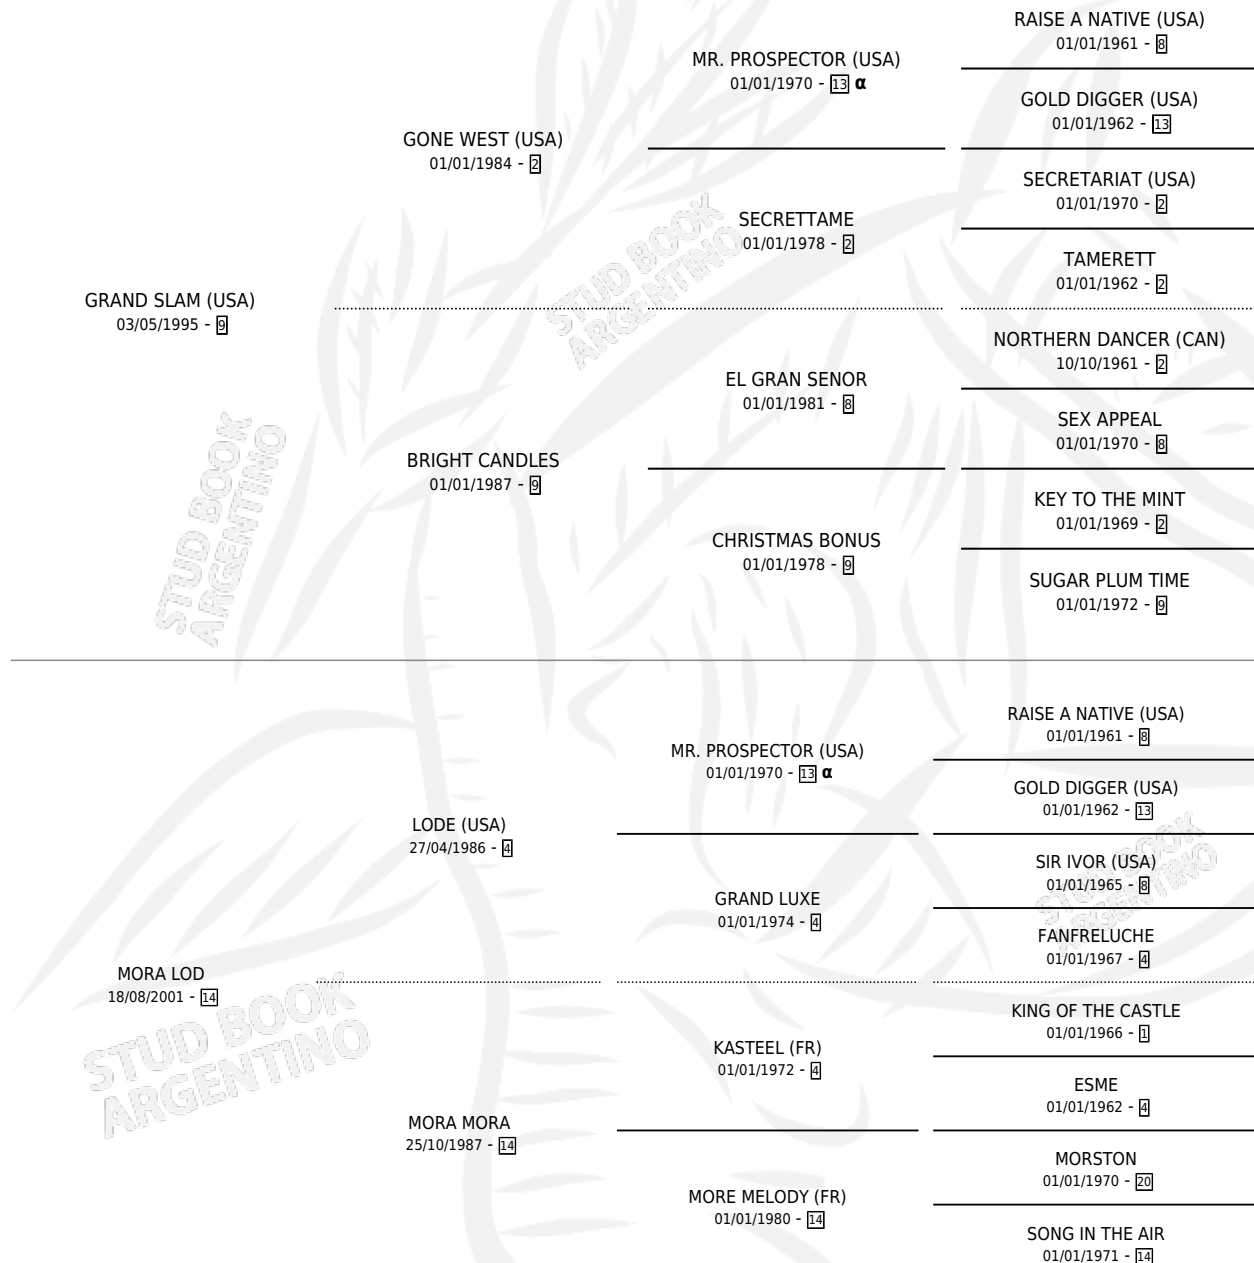 RAISE A NATIVE (USA)
01/01/1961 - 8
MR. PROSPECTOR (USA)
01/01/1970 - 13 α
GOLD DIGGER (USA)
01/01/1962 - 13
GONE WEST (USA)
01/01/1984 - 2
SECRETARIAT (USA)
01/01/1970 - 2
SECRETTAME
01/01/1978 - 2
TAMERETT
01/01/1962 - 2
GRAND SLAM (USA)
03/05/1995 - 9
NORTHERN DANCER (CAN)
10/10/1961 - 2
EL GRAN SENOR
01/01/1981 - 8
SEX APPEAL
01/01/1970 - 8
BRIGHT CANDLES
01/01/1987 - 9
KEY TO THE MINT
01/01/1969 - 2
CHRISTMAS BONUS
01/01/1978 - 9
SUGAR PLUM TIME
01/01/1972 - 9
STUD BOOK
ARGENTINO
STUD BOOK
ARGENTINO
RAISE A NATIVE (USA)
01/01/1961 - 8
MR. PROSPECTOR (USA)
01/01/1970 - 13 α
GOLD DIGGER (USA)
01/01/1962 - 13
LODE (USA)
27/04/1986 - 4
SIR IVOR (USA)
01/01/1965 - 8
GRAND LUXE
01/01/1974 - 4
FANFRELUCHE
01/01/1967 - 4
MORA LOD
18/08/2001 - 14
KING OF THE CASTLE
01/01/1966 - 1
KASTEEL (FR)
01/01/1972 - 4
ESME
01/01/1962 - 4
MORA MORA
25/10/1987 - 14
MORSTON
01/01/1970 - 20
MORE MELODY (FR)
01/01/1980 - 14
SONG IN THE AIR
01/01/1971 - 14
STUD BOOK
ARGENTINO
STUD BOOK
ARGENTINO